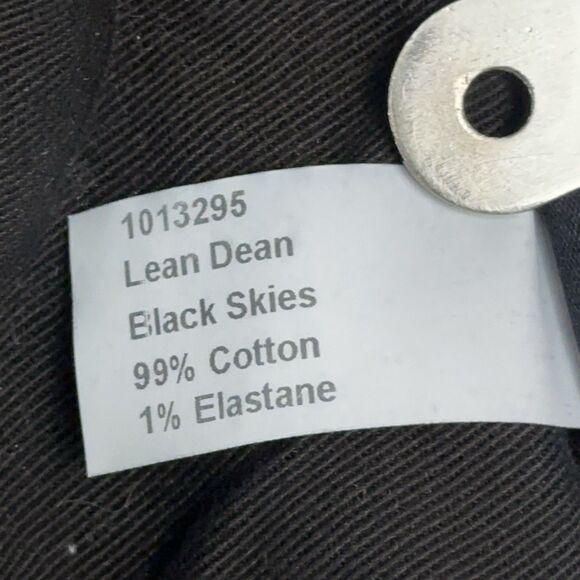 1013295
Lean Dean
Black Skies
99% Cotton
1% Elastane